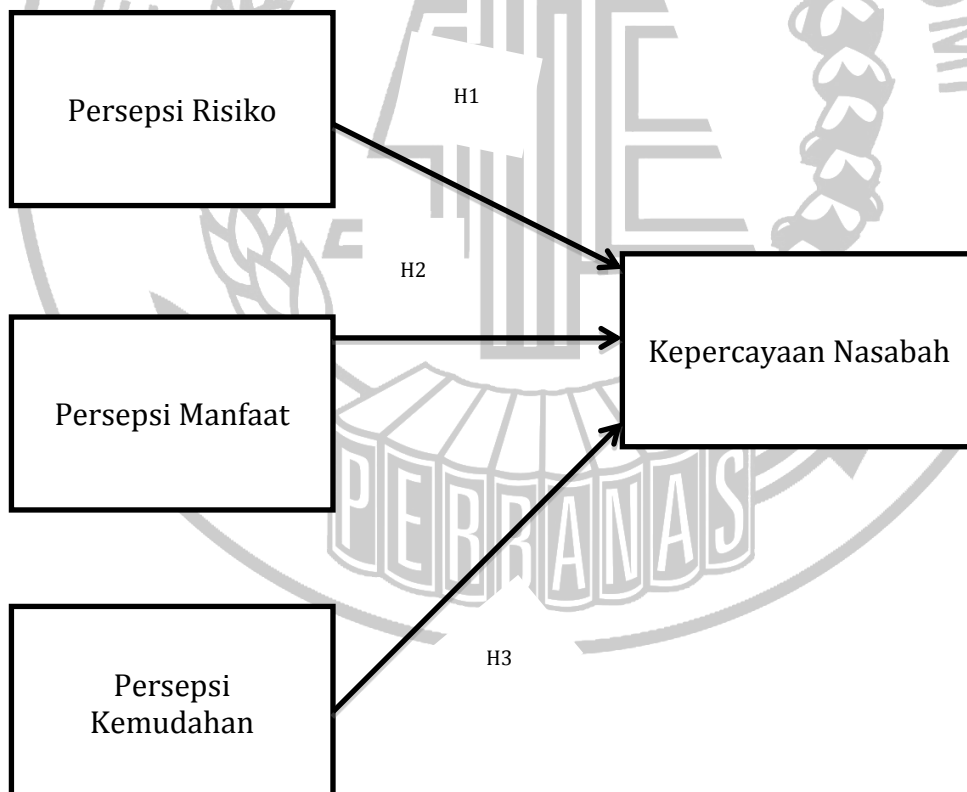 Persepsi Risiko
H1
H2
Kepercayaan Nasabah
Persepsi Manfaat
PERBANAS
H3
Persepsi
Kemudahan